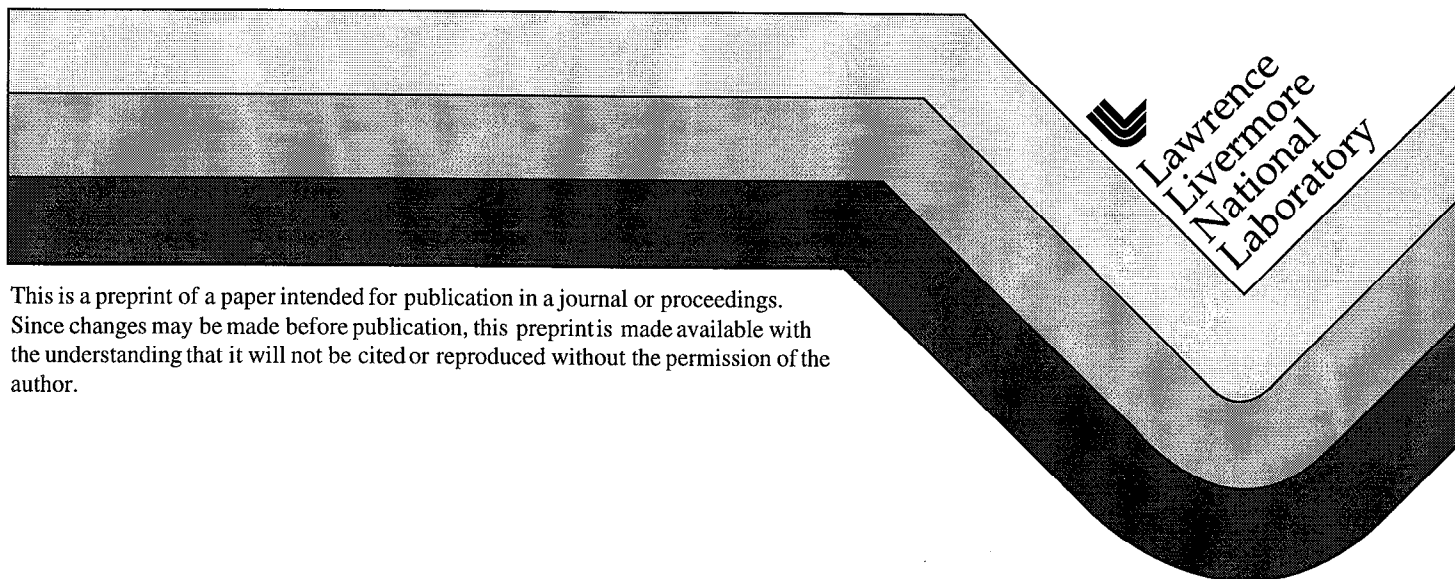 Lawrence
Livermore
National
Laboratory
This is a preprint of a paper intended for publication in a journal or proceedings.
Since changes may be made before publication, this preprint is made available with
the understanding that it will not be cited or reproduced without the permission of the
author.